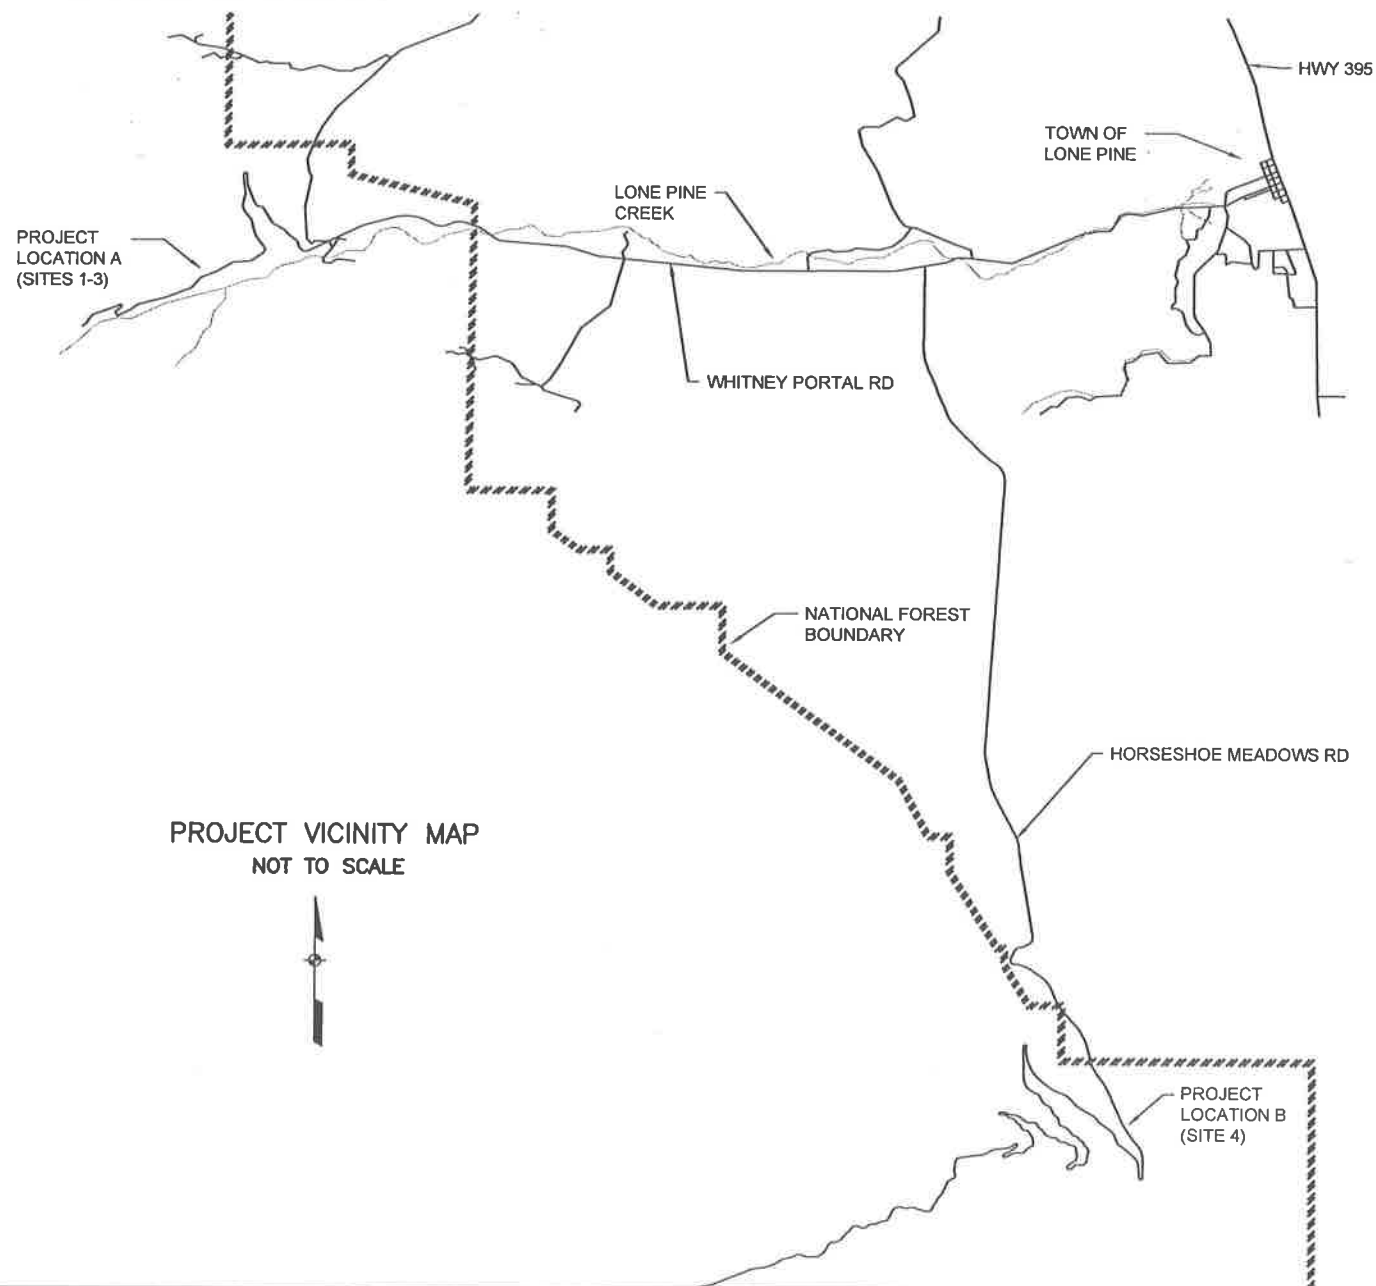 HWY 395
TOWN OF
LONE PINE
LONE PINE
CREEK
PROJECT
LOCATION A
(SITES 1-3)
WHITNEY PORTAL RD
NATIONAL FOREST
BOUNDARY
HORSESHOE MEADOWS RD
PROJECT VICINITY MAP
NOT TO SCALE
PROJECT
LOCATION B
(SITE 4)